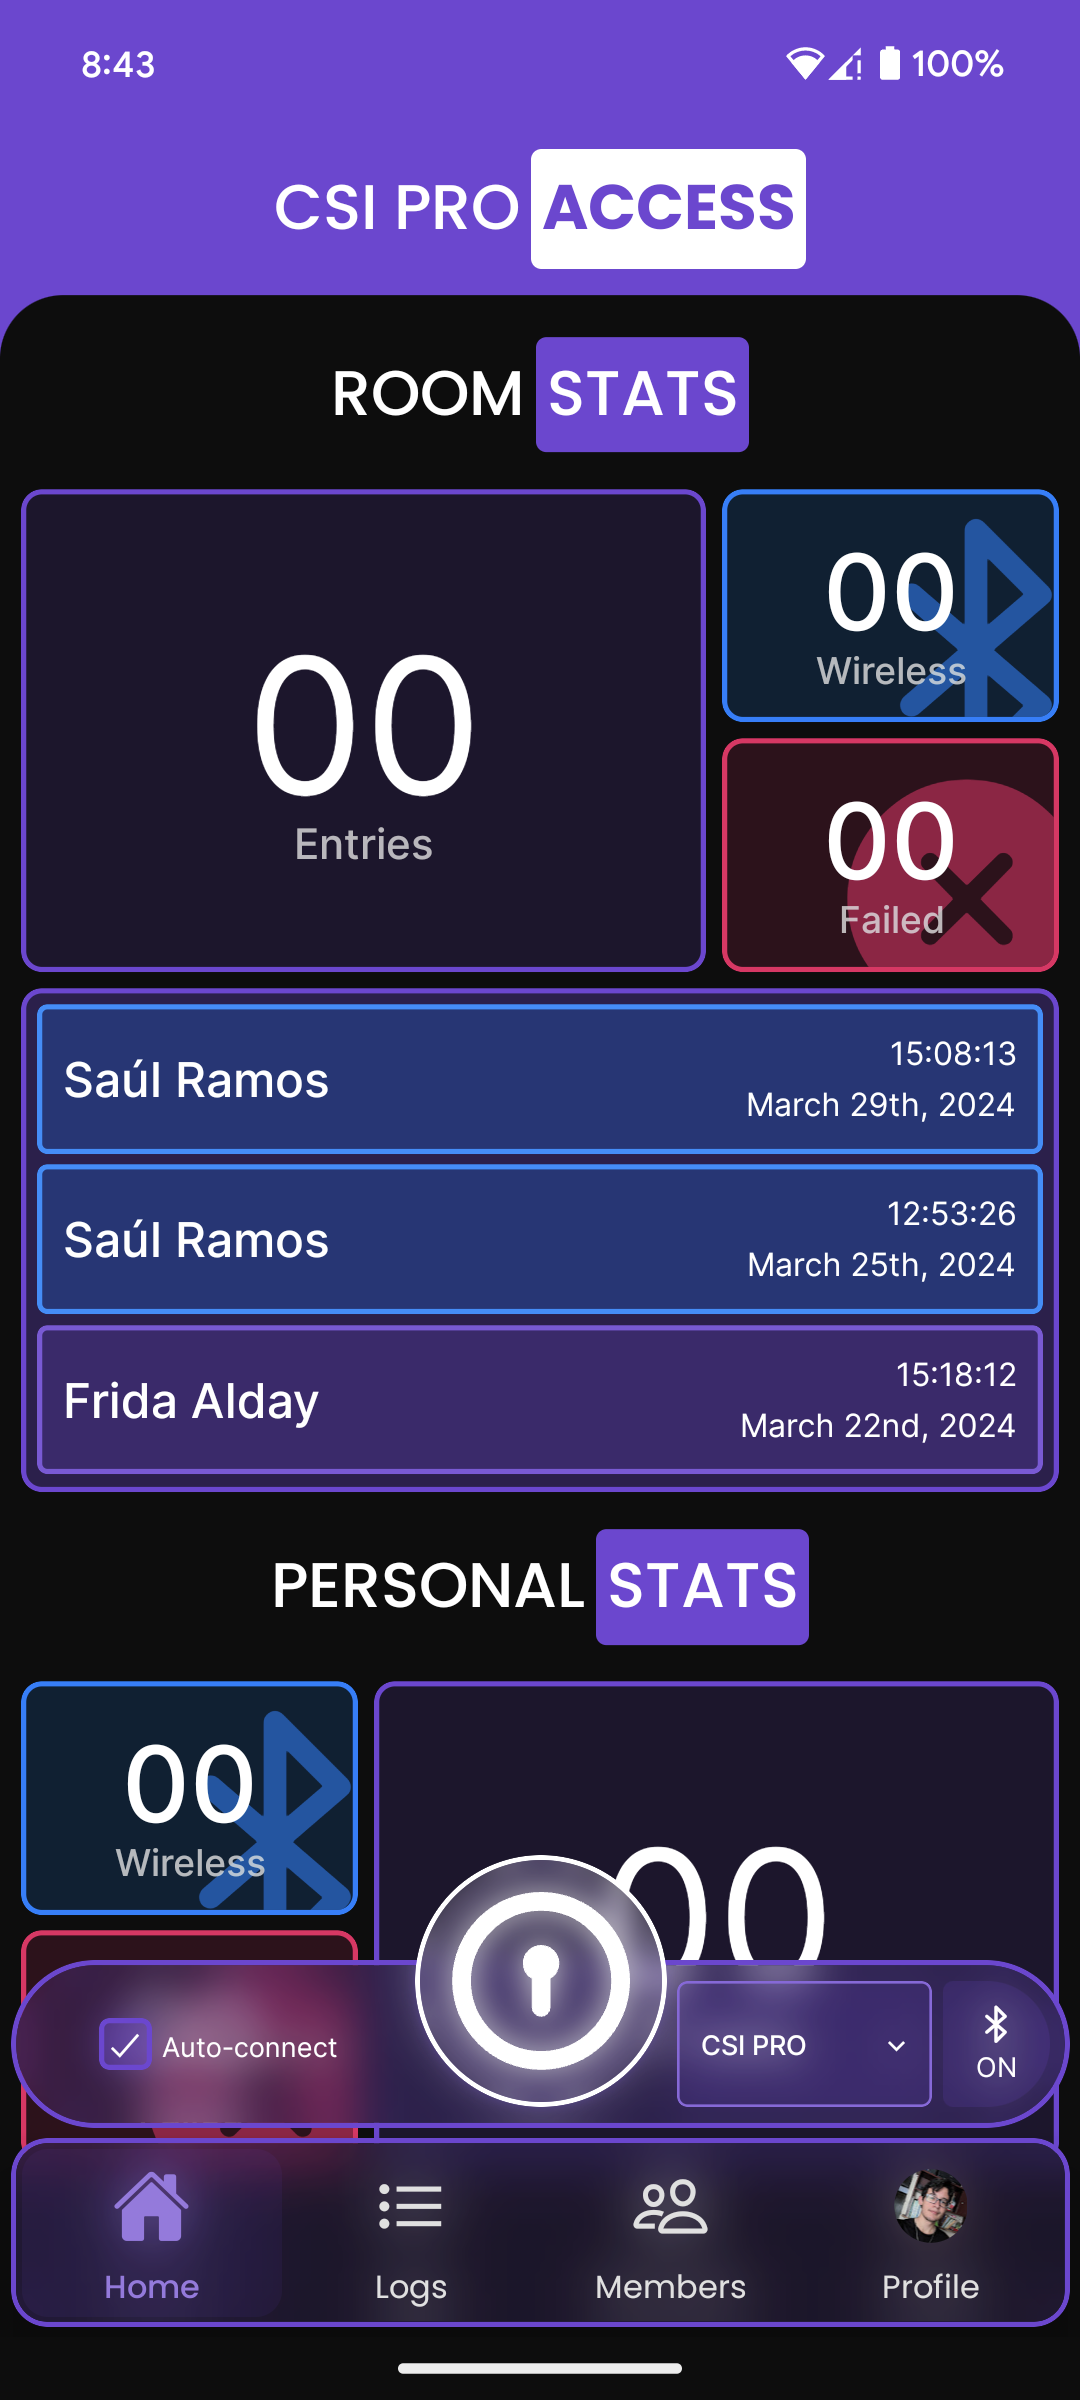 8:43
100%
CSI PRO ACCESS
ROOM STATS
00
Entries
00
Wireless
00
Failed
Saúl Ramos
15:08:13
March 29th, 2024
Saúl Ramos
12:53:26
March 25th, 2024
Frida Alday
15:18:12
March 22nd, 2024
PERSONAL STATS
00
Wireless
00
Auto-connect
CSI PRO
ON
Home
Logs
Members
Profile